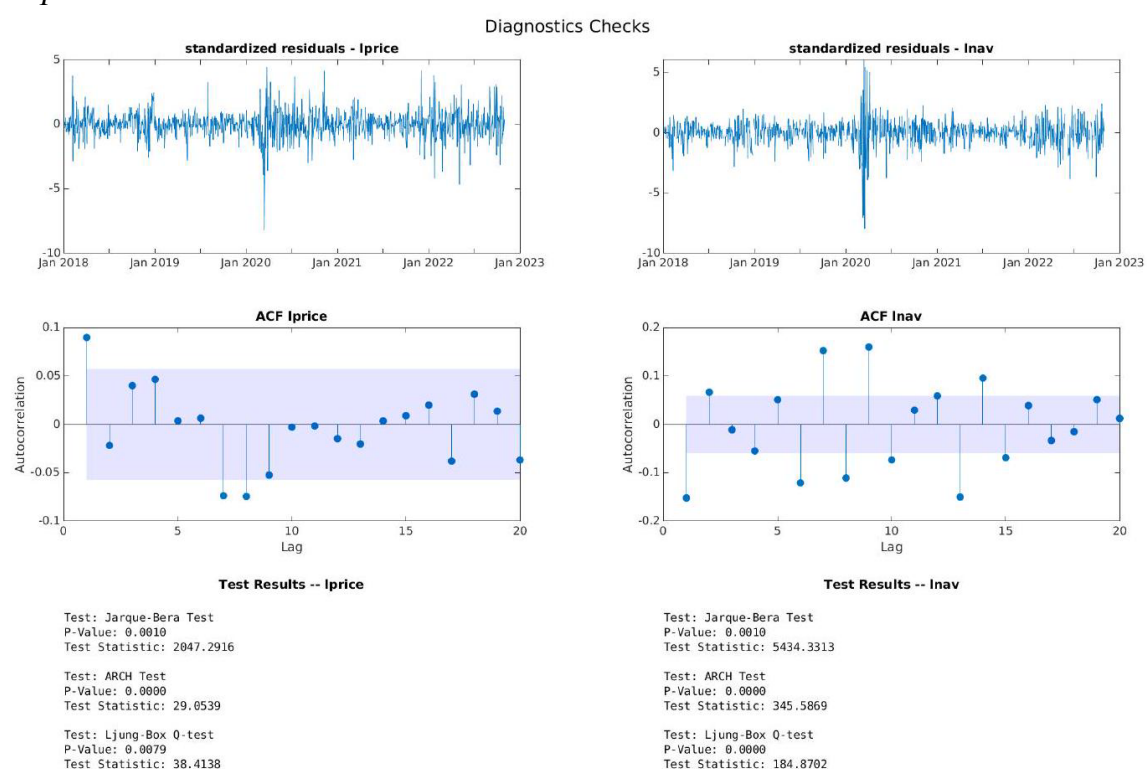 Diagnostics Checks
standardized residuals - lprice
5
0
-5
-10
Jan 2018 Jan 2019 Jan 2020 Jan 2021 Jan 2022 Jan 2023
standardized residuals - lnav
5
0
-5
-10
Jan 2018 Jan 2019 Jan 2020 Jan 2021 Jan 2022 Jan 2023
ACF lprice
Autocorrelation
0.1
0.05
0
-0.05
-0.1
0 5 10 15 20
Lag
ACF lnav
Autocorrelation
0.2
0.1
0
-0.1
-0.2
0 5 10 15 20
Lag
Test Results -- lprice
Test: Jarque-Bera Test
P-Value: 0.0010
Test Statistic: 2047.2916
Test: ARCH Test
P-Value: 0.0000
Test Statistic: 29.0539
Test: Ljung-Box Q-test
P-Value: 0.0079
Test Statistic: 38.4138
Test Results -- lnav
Test: Jarque-Bera Test
P-Value: 0.0010
Test Statistic: 5434.3313
Test: ARCH Test
P-Value: 0.0000
Test Statistic: 345.5869
Test: Ljung-Box Q-test
P-Value: 0.0000
Test Statistic: 184.8702